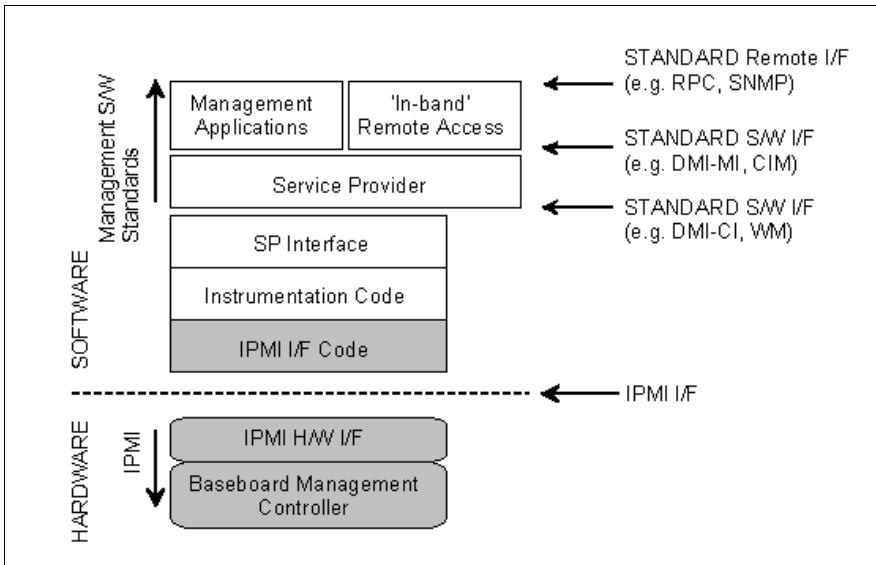 STANDARD Remote I/F
(e.g. RPC, SNMP)
Management S/W
Standards
Management
Applications
'In-band'
Remote Access
STANDARD S/W I/F
(e.g. DMI-MI, CIM)
Service Provider
STANDARD S/W I/F
(e.g. DMI-CI, WM)
SP Interface
Instrumentation Code
IPMI I/F Code
SOFTWARE
IPMI I/F
HARDWARE
IPMI
IPMI H/W I/F
Baseboard Management
Controller